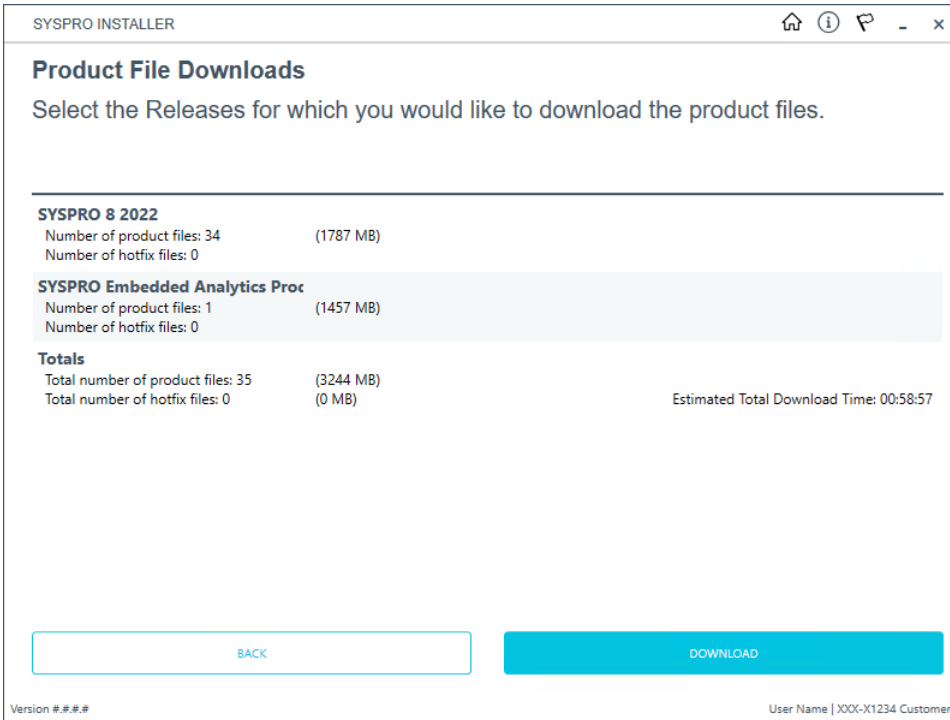 SYSPRO INSTALLER
Product File Downloads
Select the Releases for which you would like to download the product files.
SYSPRO 8 2022
Number of product files: 34 (1787 MB)
Number of hotfix files: 0
SYSPRO Embedded Analytics Proc
Number of product files: 1 (1457 MB)
Number of hotfix files: 0
Totals
Total number of product files: 35 (3244 MB)
Total number of hotfix files: 0 (0 MB) Estimated Total Download Time: 00:58:57
BACK DOWNLOAD
Version #.#.#.# User Name | XXX-X1234 Customer